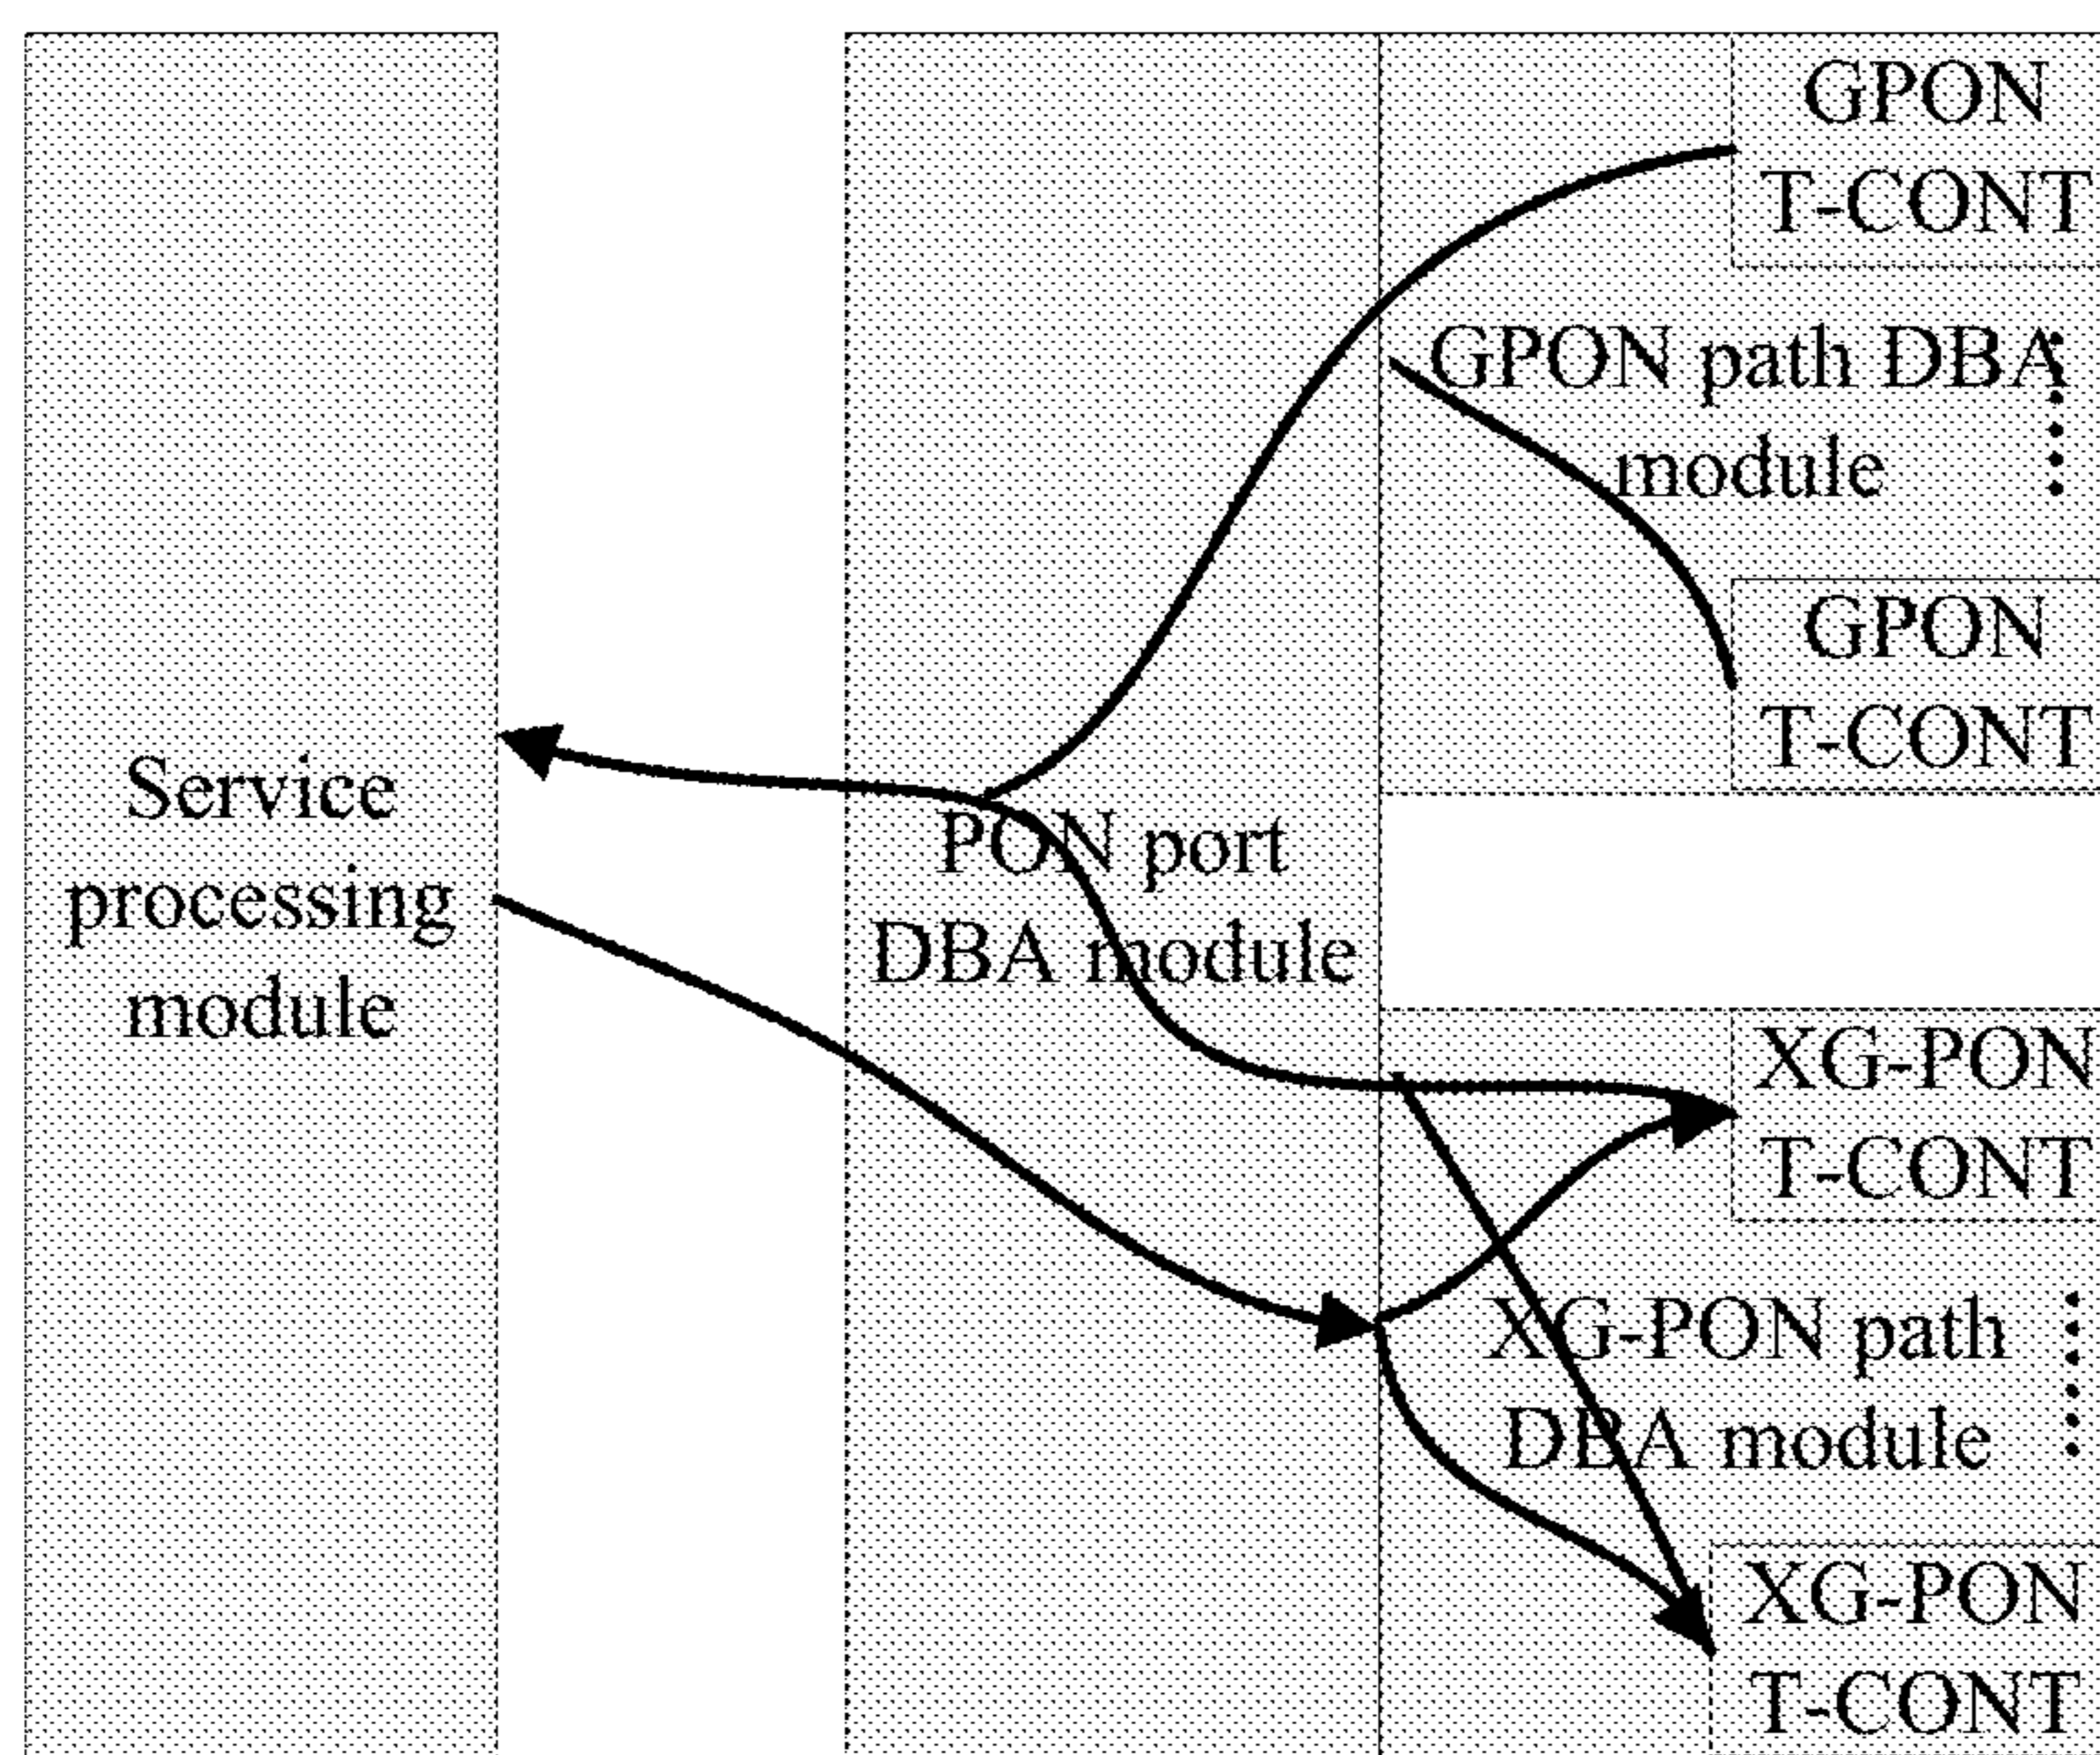 Service
processing
module
PON port
DBA module
GPON
T-CONT
GPON path DBA
module
GPON
T-CONT
XG-PON
T-CONT
XG-PON path
DBA module
XG-PON
T-CONT